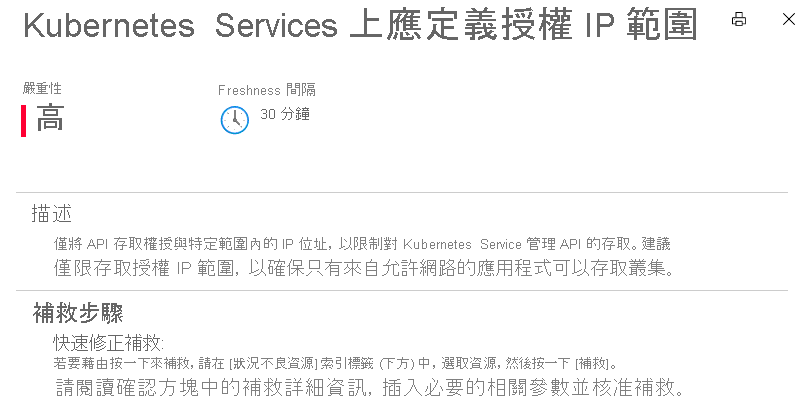 Kubernetes Services 上應定義授權 IP 範圍
嚴重性
Freshness 間隔
高
30 分鐘
描述
僅將 API 存取權授與特定範圍內的 IP 位址，以限制對 Kubernetes Service 管理 API 的存取。建議
僅限存取授權 IP 範圍，以確保只有來自允許網路的應用程式可以存取叢集。
補救步驟
快速修正補救:
若要藉由按一下來補救，請在 [狀況不良資源] 索引標籤 (下方) 中，選取資源，然後按一下 [補救]。
請閱讀確認方塊中的補救詳細資訊，插入必要的相關參數並核准補救。